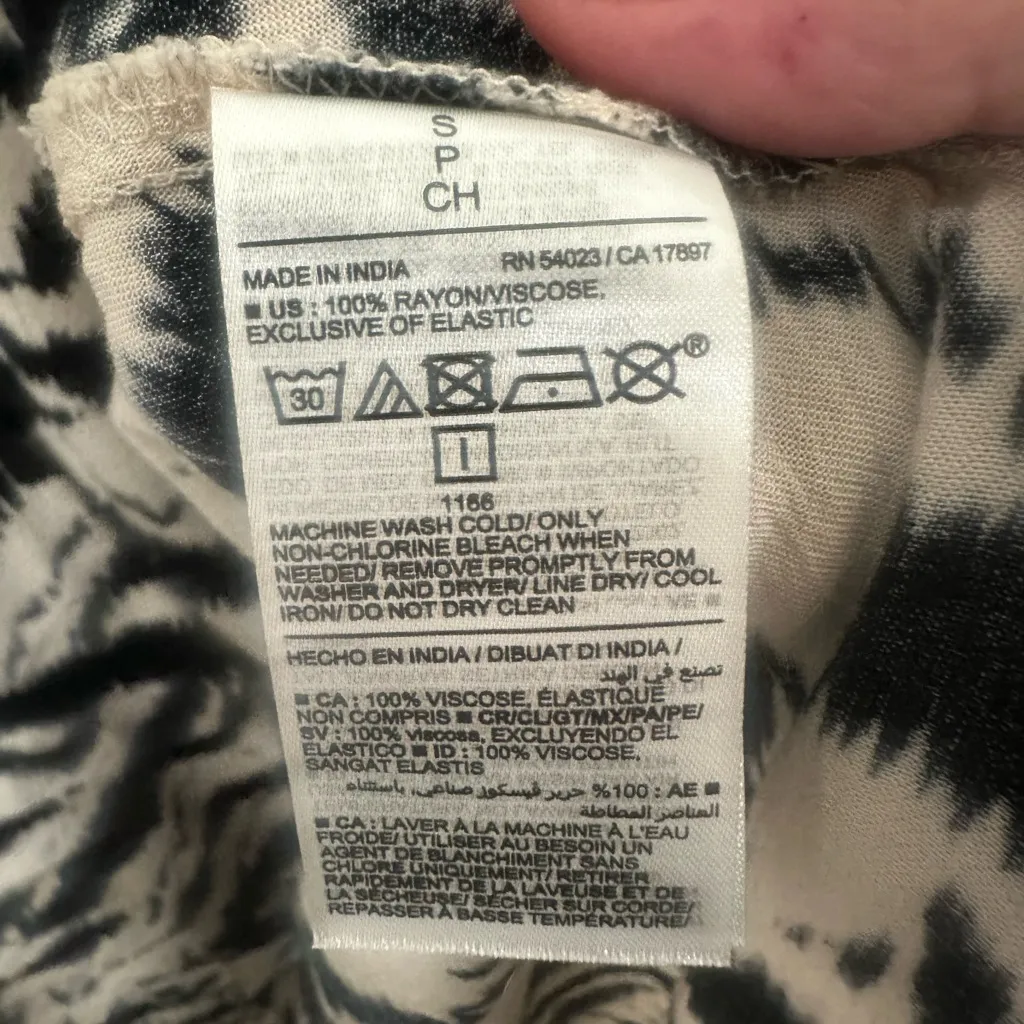 S
P
CH
MADE IN INDIA RN 54023 / CA 17897
■ US : 100% RAYON/VISCOSE,
EXCLUSIVE OF ELASTIC
30
®
1166
MACHINE WASH COLD/ ONLY
NON-CHLORINE BLEACH WHEN
NEEDED/ REMOVE PROMPTLY FROM
WASHER AND DRYER/ LINE DRY/ COOL
IRON/ DO NOT DRY CLEAN
HECHO EN INDIA / DIBUAT DI INDIA /
تصنع في الهند
■ CA : 100% VISCOSE, ÉLASTIQUE
NON COMPRIS ■ CR/CL/GT/MX/PA/PE/
SV : 100% viscosa, EXCLUYENDO EL
ELASTICO ■ ID : 100% VISCOSE,
SANGAT ELASTIS
■ AE : 100% حرير فيسكوز صناعي، باستثناء
العناصر المطاطة
■ CA : LAVER À LA MACHINE À L'EAU
FROIDE/ UTILISER AU BESOIN UN
AGENT DE BLANCHIMENT SANS
CHLORE UNIQUEMENT/ RETIRER
RAPIDEMENT DE LA LAVEUSE ET DE
LA SÉCHEUSE/ SÉCHER SUR CORDE/
REPASSER À BASSE TEMPÉRATURE/